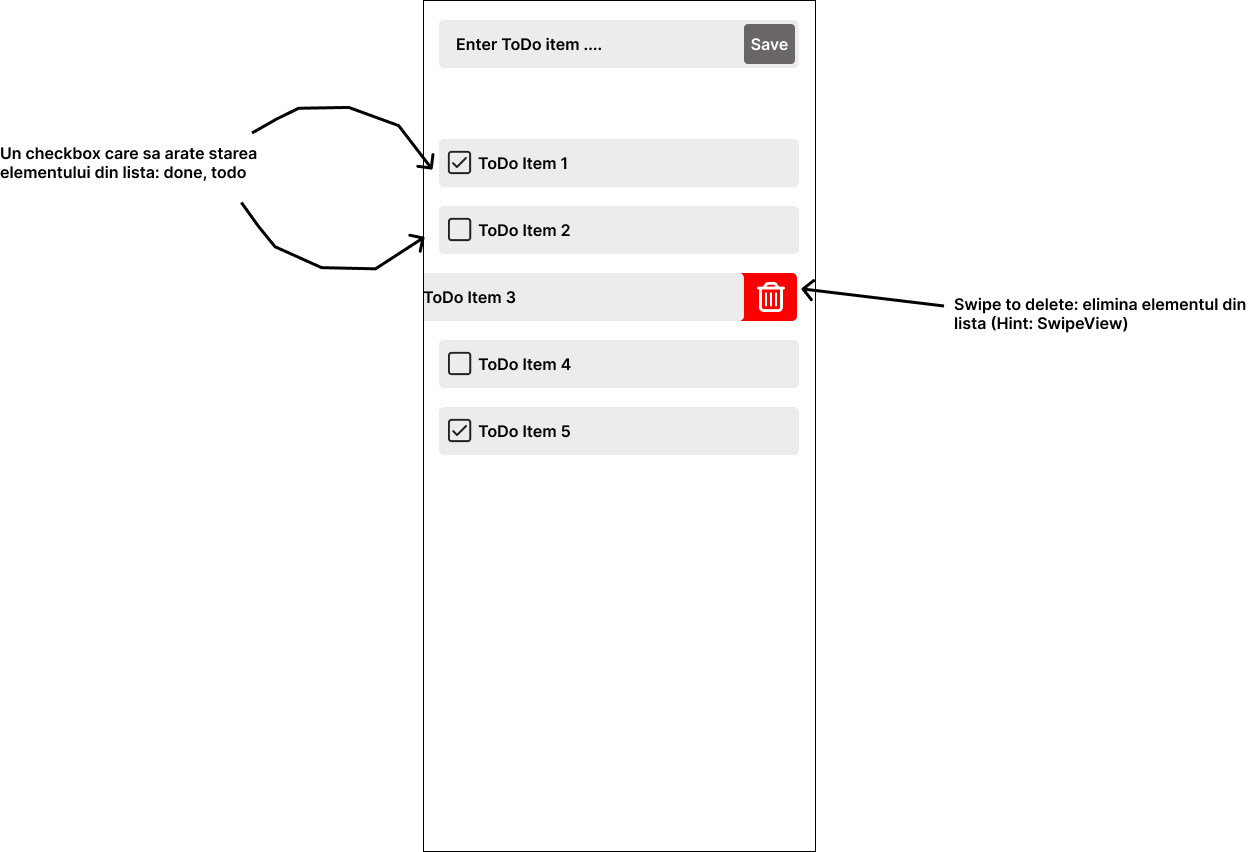 Enter ToDo item ....
Save
Un checkbox care sa arate starea
elementului din lista: done, todo
ToDo Item 1
ToDo Item 2
ToDo Item 3
Swipe to delete: elimina elementul din
lista (Hint: SwipeView)
ToDo Item 4
ToDo Item 5